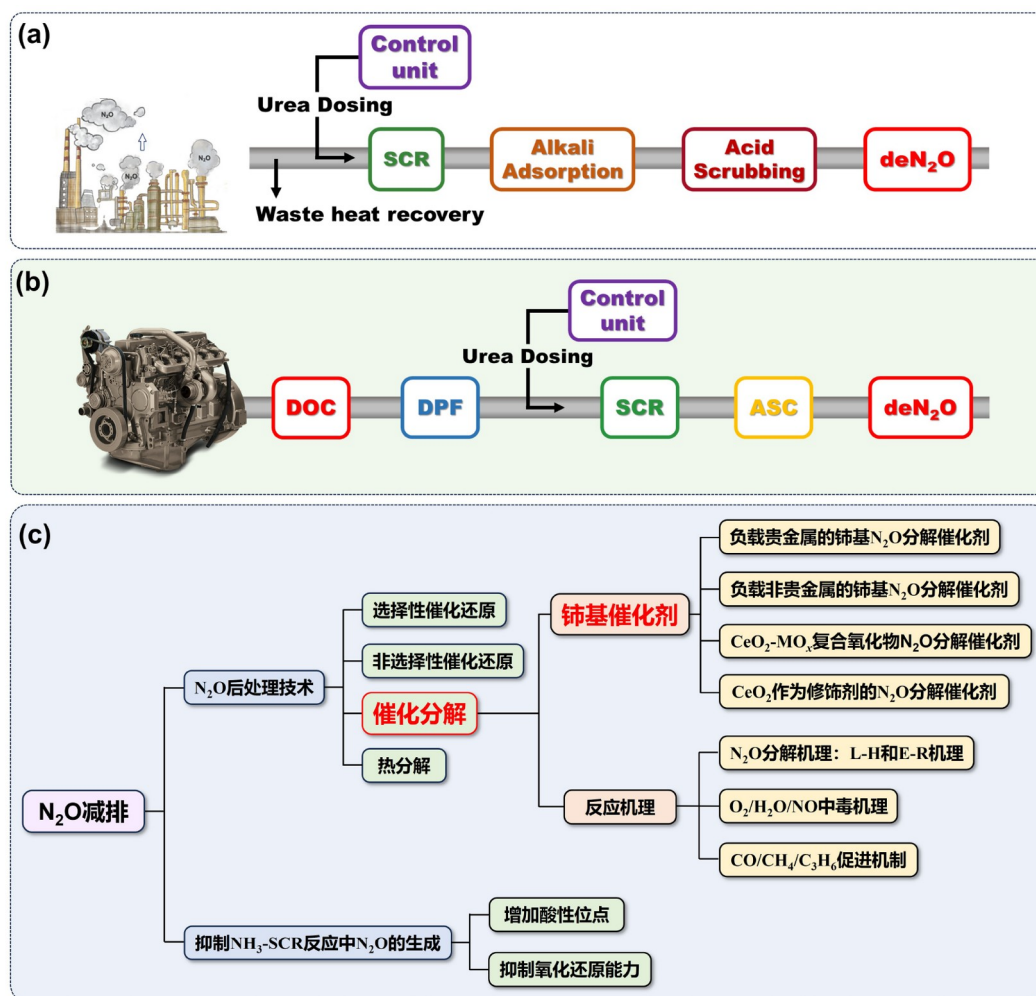 (a)
Control
unit
Urea Dosing
N₂O
N₂O
N₂O
N₂O
SCR
Alkali
Adsorption
Acid
Scrubbing
deN₂O
Waste heat recovery
(b)
Control
unit
Urea Dosing
DOC
DPF
SCR
ASC
deN₂O
(c)
N₂O减排
N₂O后处理技术
选择性催化还原
非选择性催化还原
催化分解
热分解
铈基催化剂
负载贵金属的铈基N₂O分解催化剂
负载非贵金属的铈基N₂O分解催化剂
CeO₂-MOₓ复合氧化物N₂O分解催化剂
CeO₂作为修饰剂的N₂O分解催化剂
反应机理
N₂O分解机理：L-H和E-R机理
O₂/H₂O/NO中毒机理
CO/CH₄/C₃H₆促进机制
抑制NH₃-SCR反应中N₂O的生成
增加酸性位点
抑制氧化还原能力